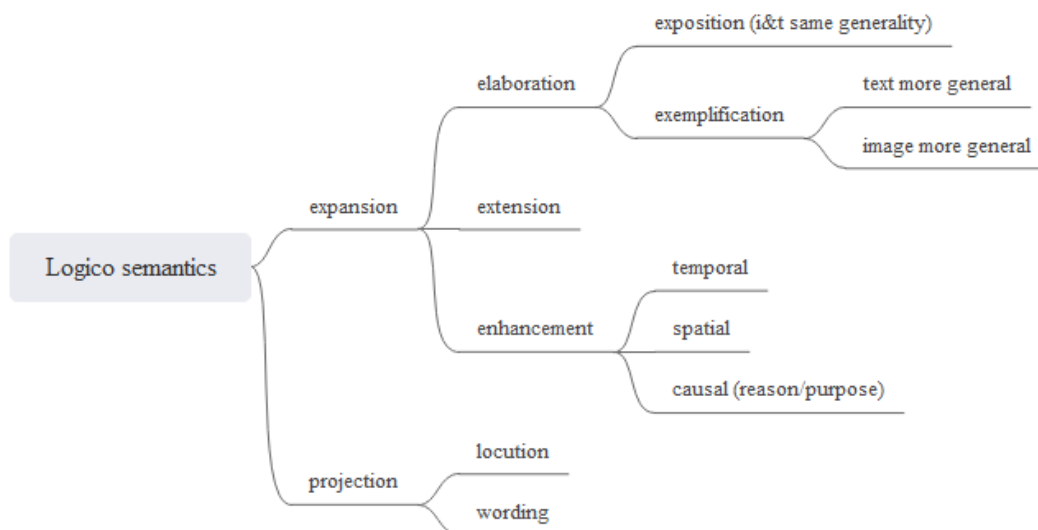 exposition (i&t same generality)
elaboration
text more general
exemplification
image more general
expansion
extension
Logico semantics
temporal
enhancement
spatial
causal (reason/purpose)
locution
projection
wording